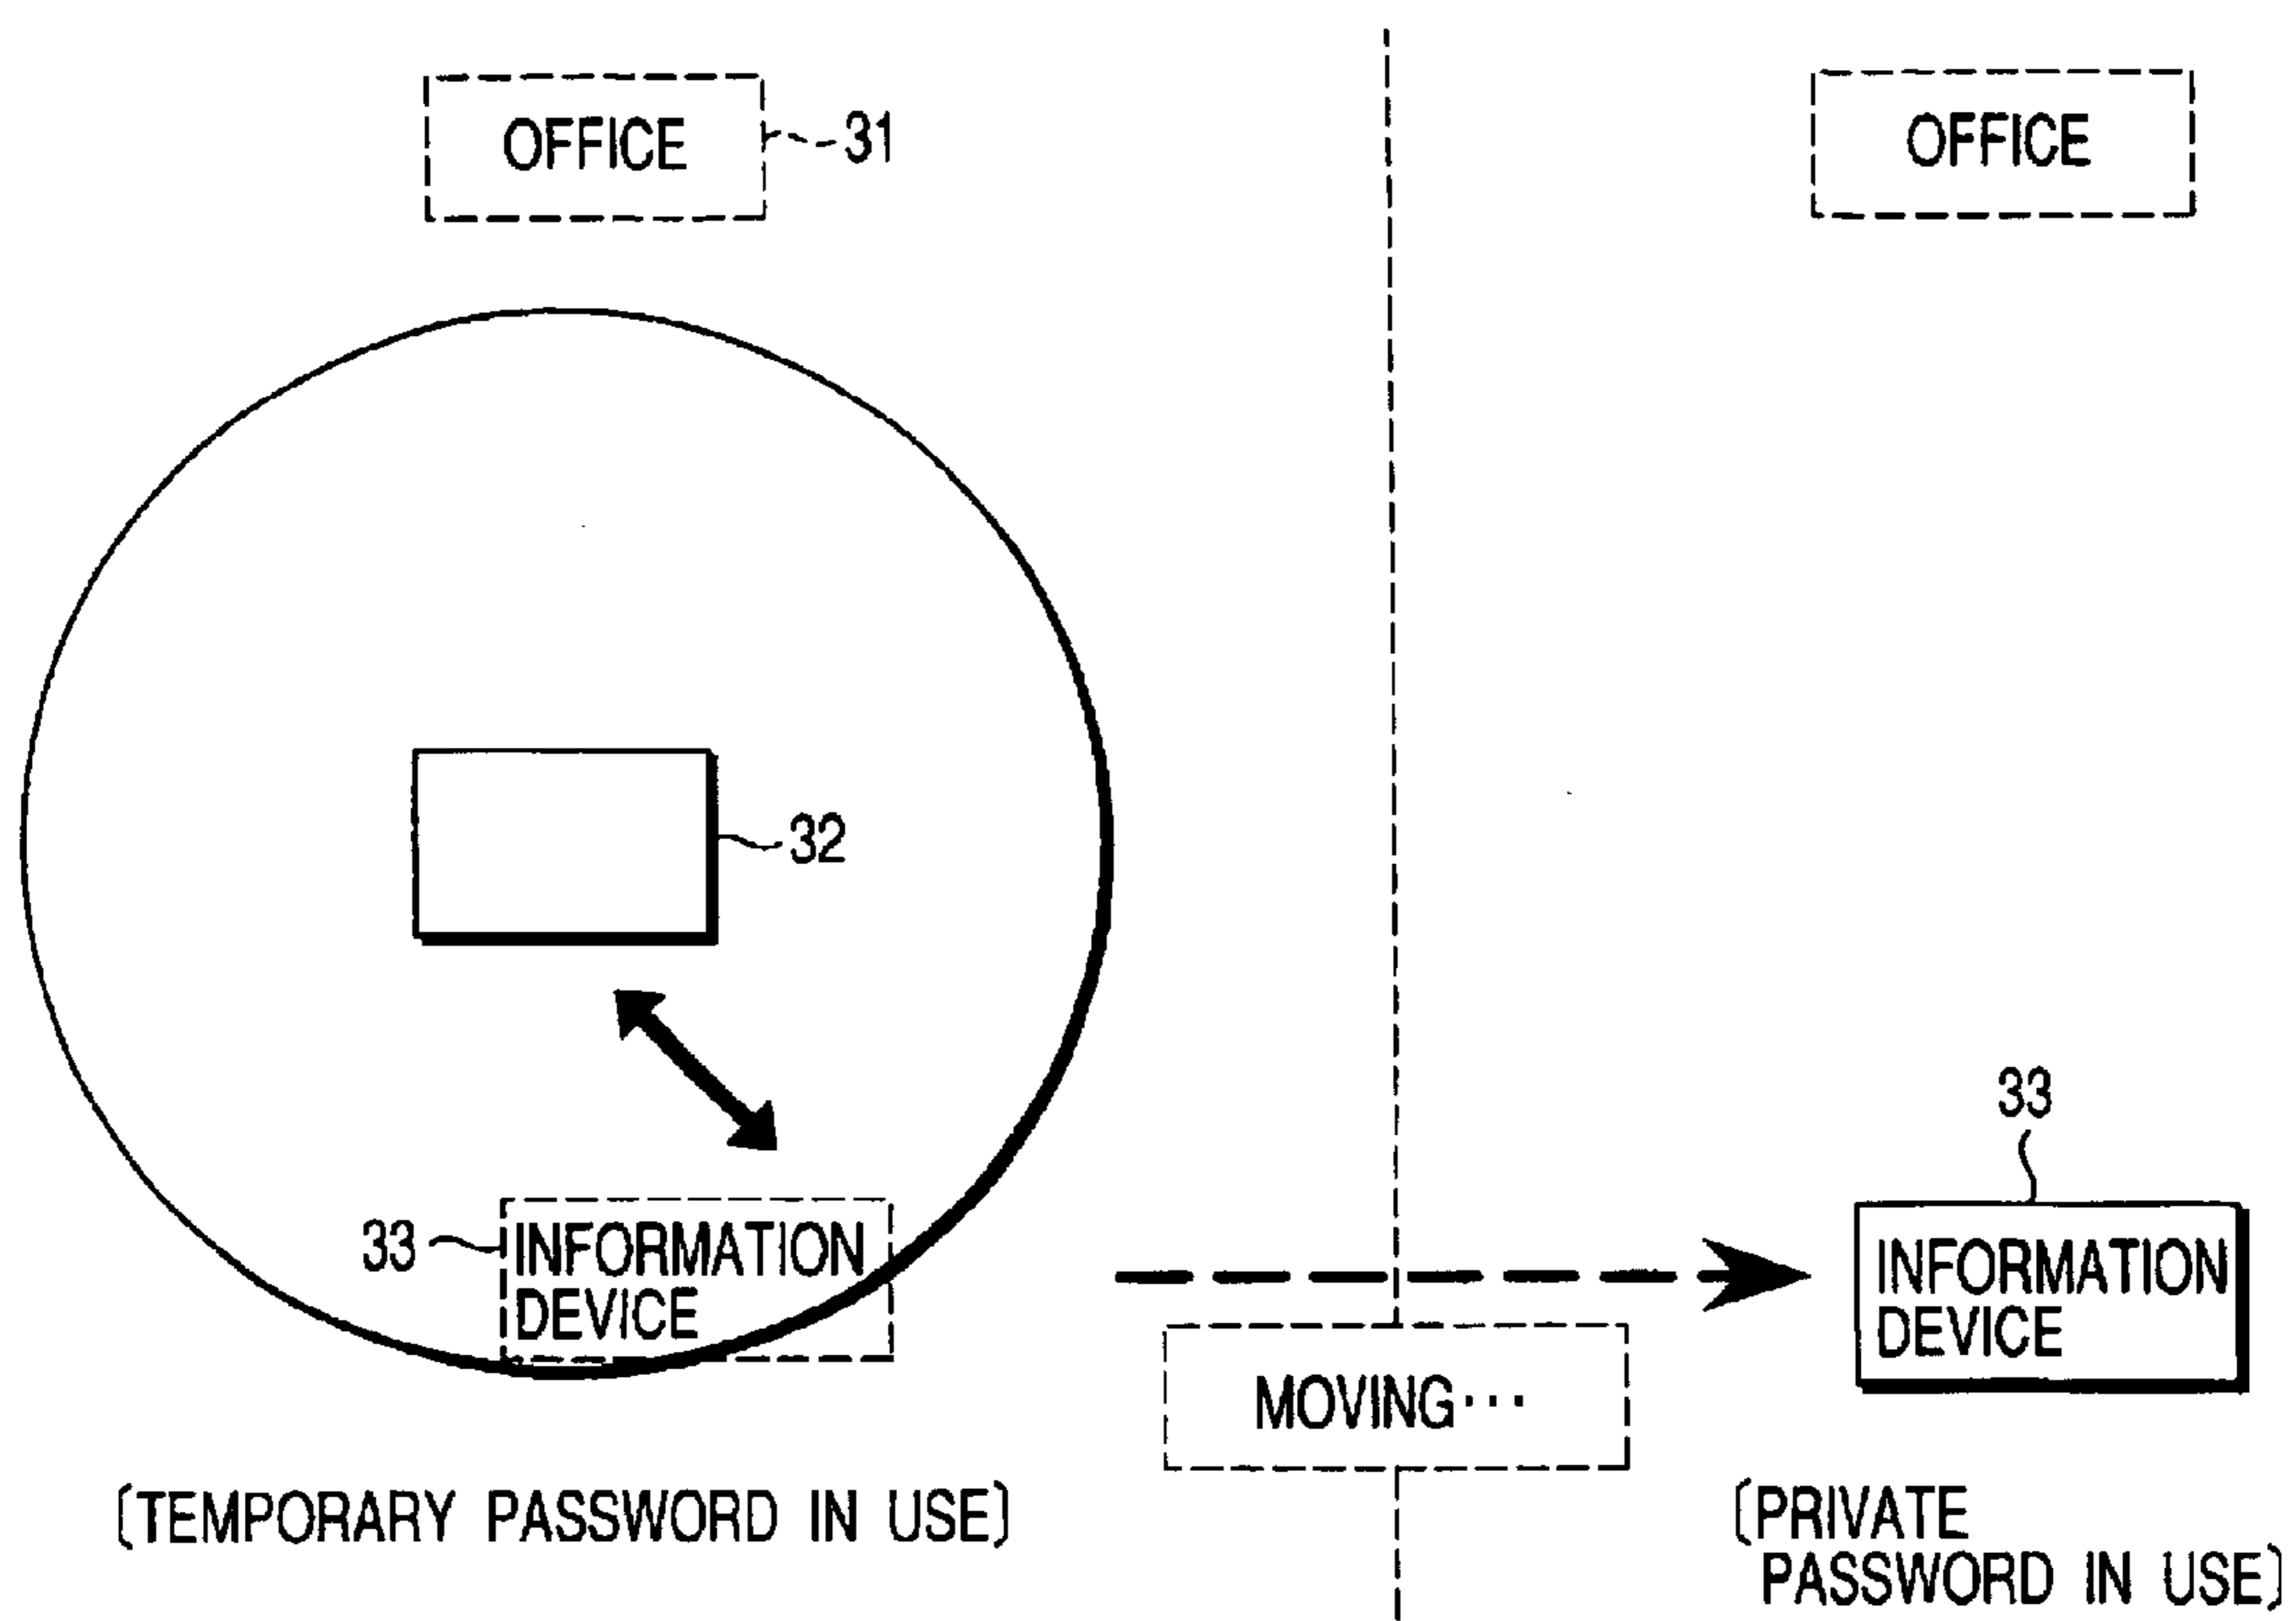 OFFICE
31
OFFICE
32
33
33
INFORMATION
DEVICE
INFORMATION
DEVICE
MOVING···
[TEMPORARY PASSWORD IN USE]
[PRIVATE
PASSWORD IN USE]